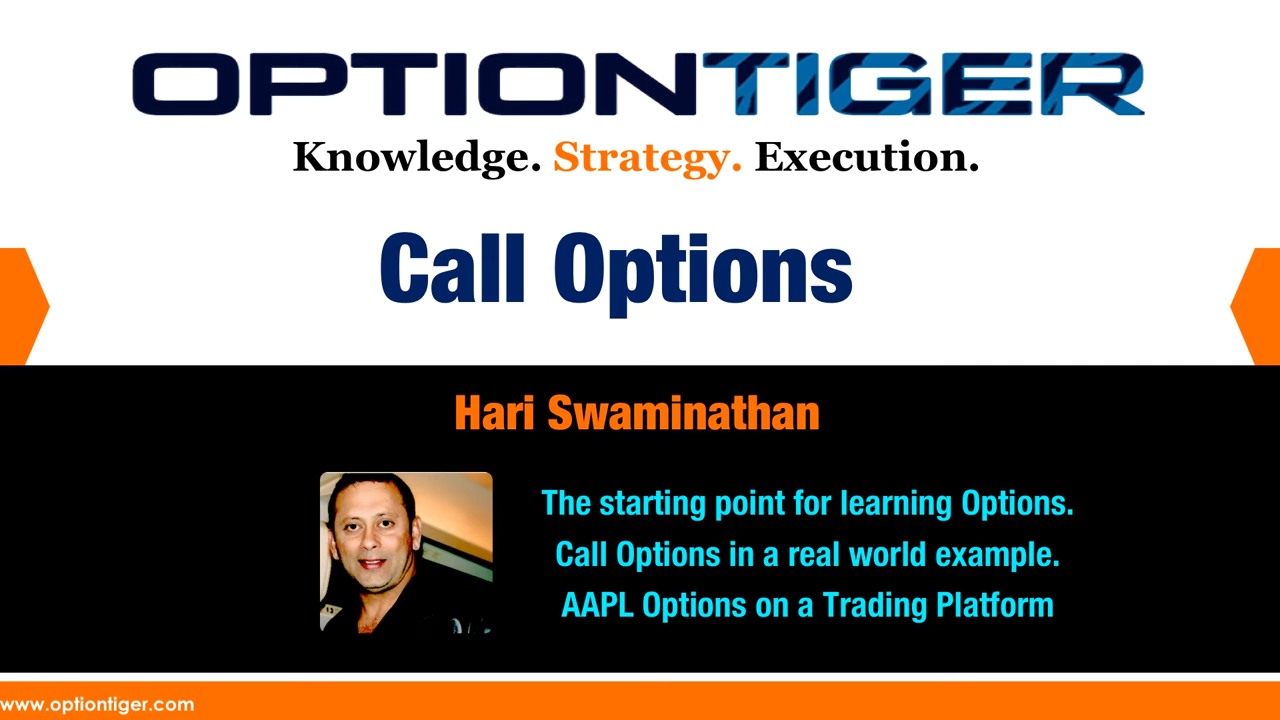 OPTIONTIGER
Knowledge. Strategy. Execution.
Call Options
Hari Swaminathan
The starting point for learning Options.
Call Options in a real world example.
AAPL Options on a Trading Platform
13
www.optiontiger.com